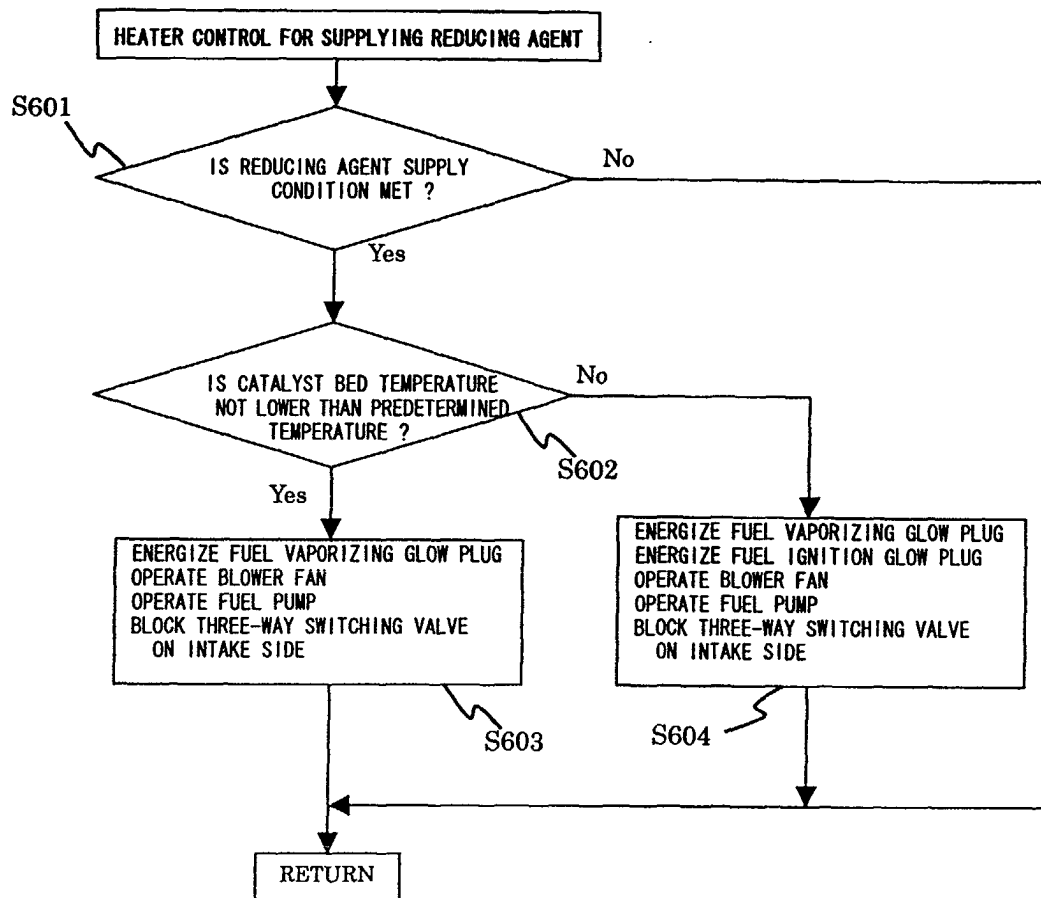 HEATER CONTROL FOR SUPPLYING REDUCING AGENT
S601
IS REDUCING AGENT SUPPLY
CONDITION MET ?
No
Yes
IS CATALYST BED TEMPERATURE
NOT LOWER THAN PREDETERMINED
TEMPERATURE ?
No
S602
Yes
ENERGIZE FUEL VAPORIZING GLOW PLUG
OPERATE BLOWER FAN
OPERATE FUEL PUMP
BLOCK THREE-WAY SWITCHING VALVE
ON INTAKE SIDE
S603
ENERGIZE FUEL VAPORIZING GLOW PLUG
ENERGIZE FUEL IGNITION GLOW PLUG
OPERATE BLOWER FAN
OPERATE FUEL PUMP
BLOCK THREE-WAY SWITCHING VALVE
ON INTAKE SIDE
S604
RETURN